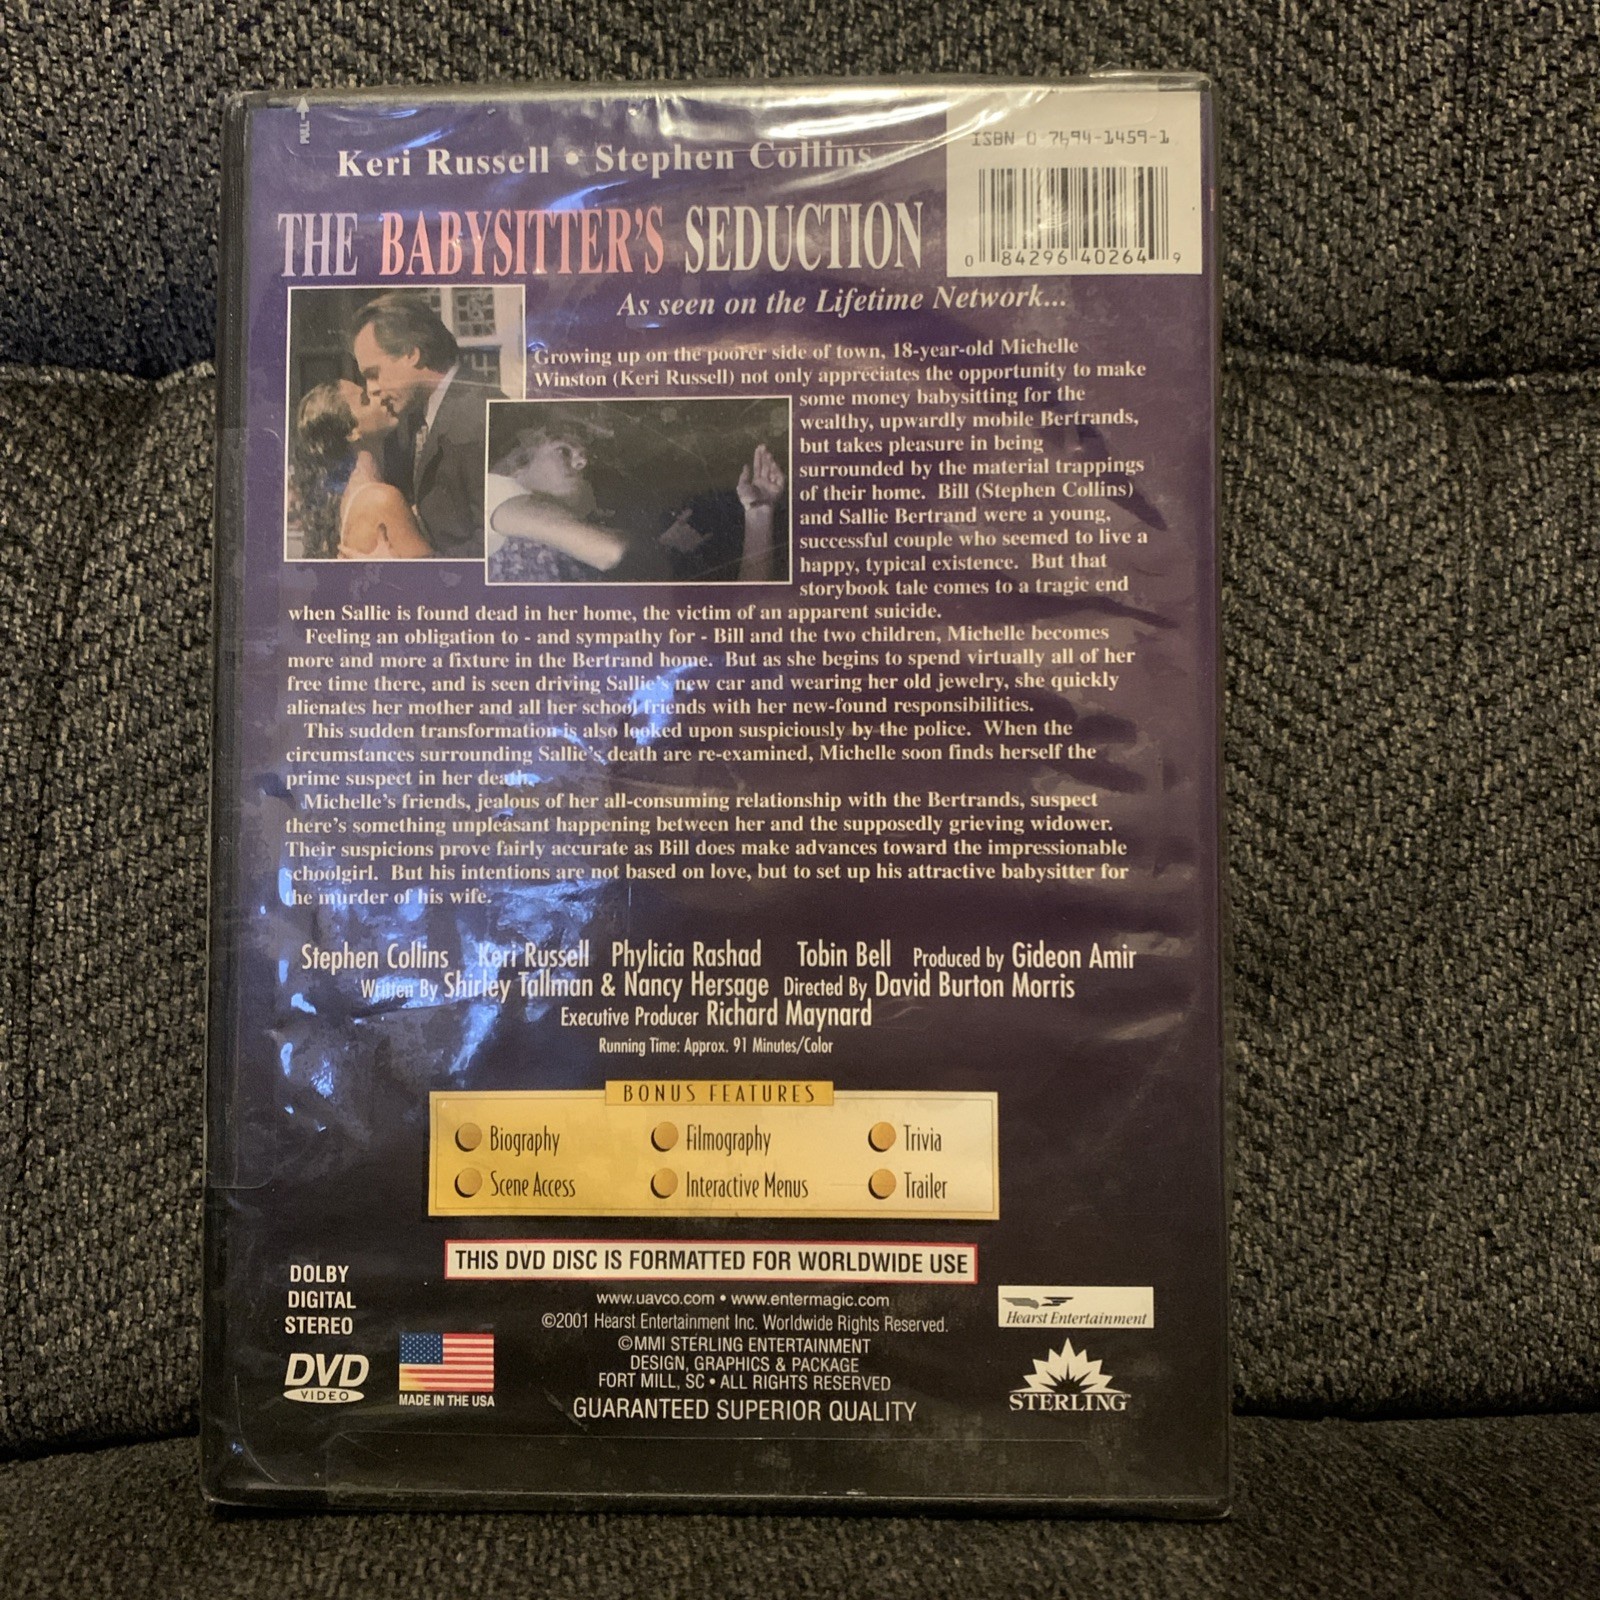 PULL
ISBN 0-7694-1459-1
Keri Russell • Stephen Collins
THE BABYSITTER'S SEDUCTION
0 84296 40264 9
As seen on the Lifetime Network...
Growing up on the poorer side of town, 18-year-old Michelle
Winston (Keri Russell) not only appreciates the opportunity to make
some money babysitting for the
wealthy, upwardly mobile Bertrands,
but takes pleasure in being
surrounded by the material trappings
of their home. Bill (Stephen Collins)
and Sallie Bertrand were a young,
successful couple who seemed to live a
happy, typical existence. But that
storybook tale comes to a tragic end
when Sallie is found dead in her home, the victim of an apparent suicide.
Feeling an obligation to - and sympathy for - Bill and the two children, Michelle becomes
more and more a fixture in the Bertrand home. But as she begins to spend virtually all of her
free time there, and is seen driving Sallie's new car and wearing her old jewelry, she quickly
alienates her mother and all her school friends with her new-found responsibilities.
This sudden transformation is also looked upon suspiciously by the police. When the
circumstances surrounding Sallie's death are re-examined, Michelle soon finds herself the
prime suspect in her death.
Michelle's friends, jealous of her all-consuming relationship with the Bertrands, suspect
there's something unpleasant happening between her and the supposedly grieving widower.
Their suspicions prove fairly accurate as Bill does make advances toward the impressionable
schoolgirl. But his intentions are not based on love, but to set up his attractive babysitter for
the murder of his wife.
Stephen Collins Keri Russell Phylicia Rashad Tobin Bell Produced by Gideon Amir
Written By Shirley Tallman & Nancy Hersage Directed By David Burton Morris
Executive Producer Richard Maynard
Running Time: Approx. 91 Minutes/Color
BONUS FEATURES
Biography Filmography Trivia
Scene Access Interactive Menus Trailer
THIS DVD DISC IS FORMATTED FOR WORLDWIDE USE
DOLBY
DIGITAL
STEREO
DVD
VIDEO
MADE IN THE USA
www.uavco.com • www.entermagic.com
©2001 Hearst Entertainment Inc. Worldwide Rights Reserved.
©MMI STERLING ENTERTAINMENT
DESIGN, GRAPHICS & PACKAGE
FORT MILL, SC • ALL RIGHTS RESERVED
GUARANTEED SUPERIOR QUALITY
Hearst Entertainment
STERLING™